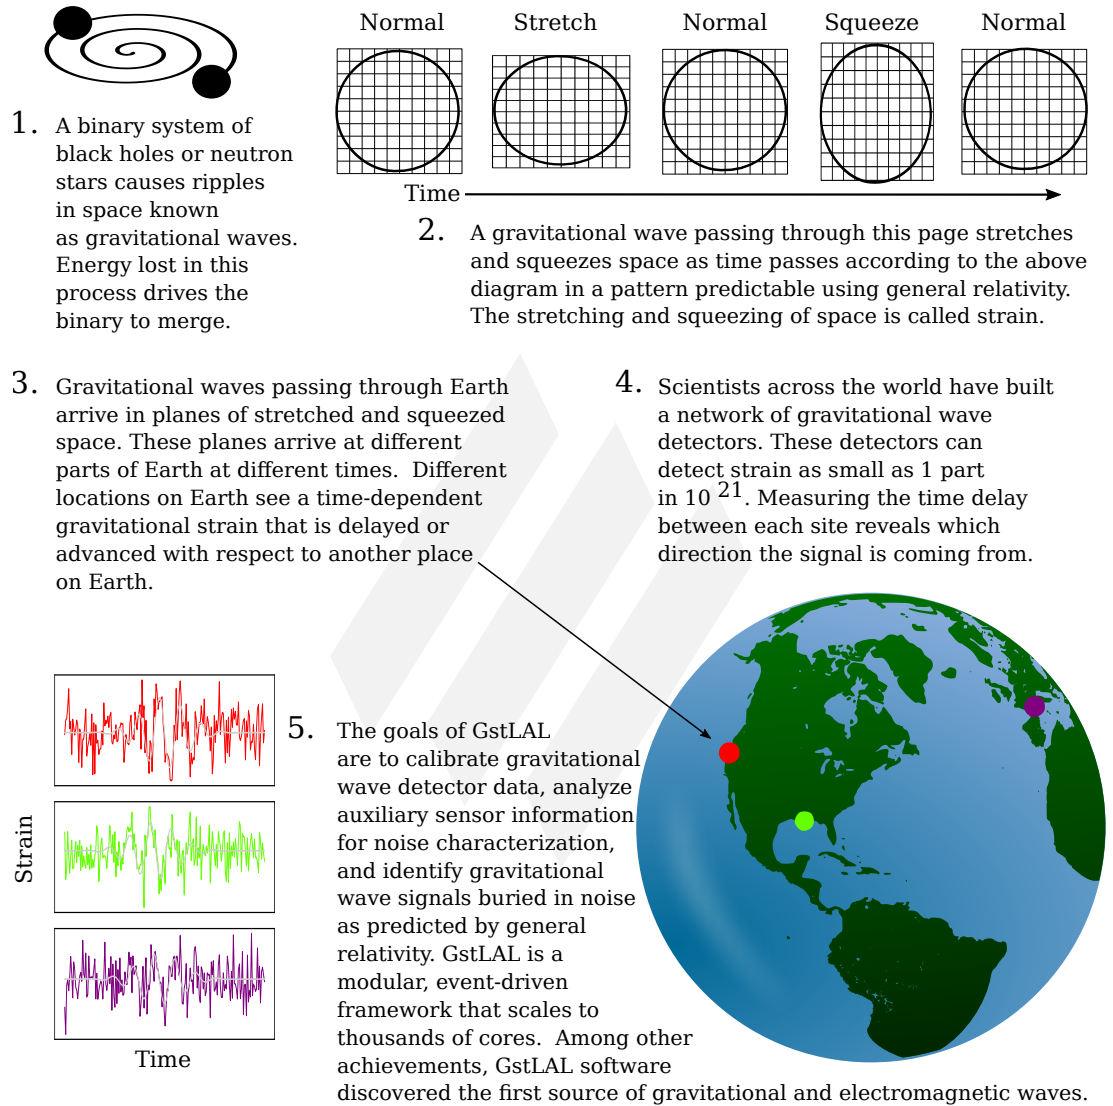 Normal
Stretch
Normal
Squeeze
Normal
Time
1.
A binary system of
black holes or neutron
stars causes ripples
in space known
as gravitational waves.
Energy lost in this
process drives the
binary to merge.
2.
A gravitational wave passing through this page stretches
and squeezes space as time passes according to the above
diagram in a pattern predictable using general relativity.
The stretching and squeezing of space is called strain.
3.
Gravitational waves passing through Earth
arrive in planes of stretched and squeezed
space. These planes arrive at different
parts of Earth at different times.  Different
locations on Earth see a time-dependent
gravitational strain that is delayed or
advanced with respect to another place
on Earth.
4.
Scientists across the world have built
a network of gravitational wave
detectors. These detectors can
detect strain as small as 1 part
in 10 21. Measuring the time delay
between each site reveals which
direction the signal is coming from.
Strain
Time
5.
The goals of GstLAL
are to calibrate gravitational
wave detector data, analyze
auxiliary sensor information
for noise characterization,
and identify gravitational
wave signals buried in noise
as predicted by general
relativity. GstLAL is a
modular, event-driven
framework that scales to
thousands of cores.  Among other
achievements, GstLAL software
discovered the first source of gravitational and electromagnetic waves.